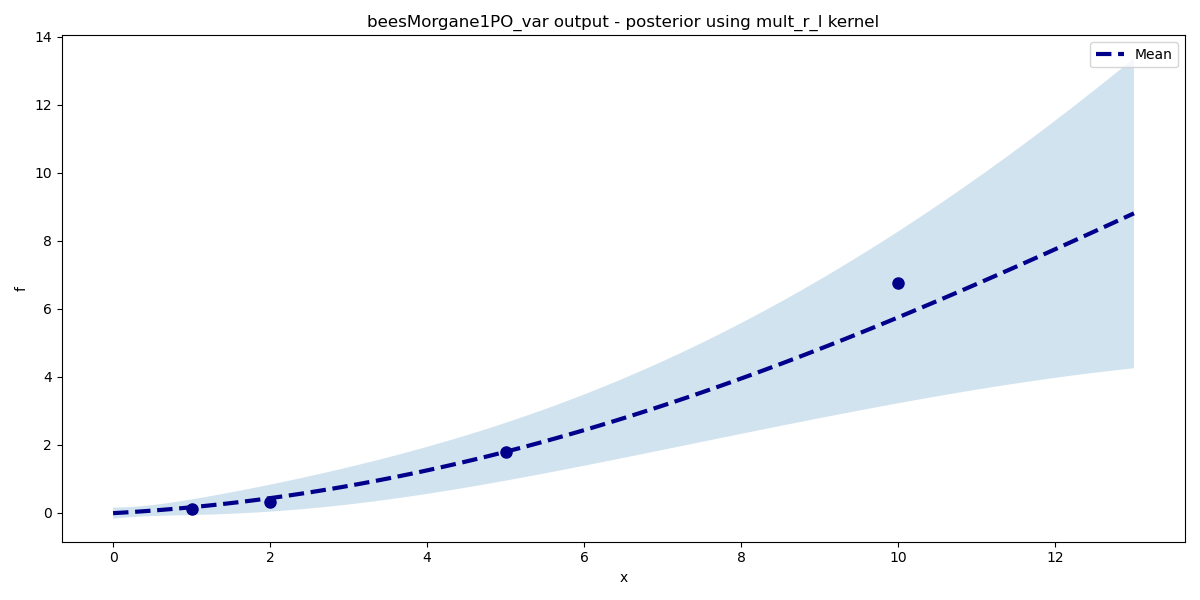 beesMorgane1PO_var output - posterior using mult_r_l kernel
Mean
f
14
12
10
8
6
4
2
0
0 2 4 6 8 10 12
x